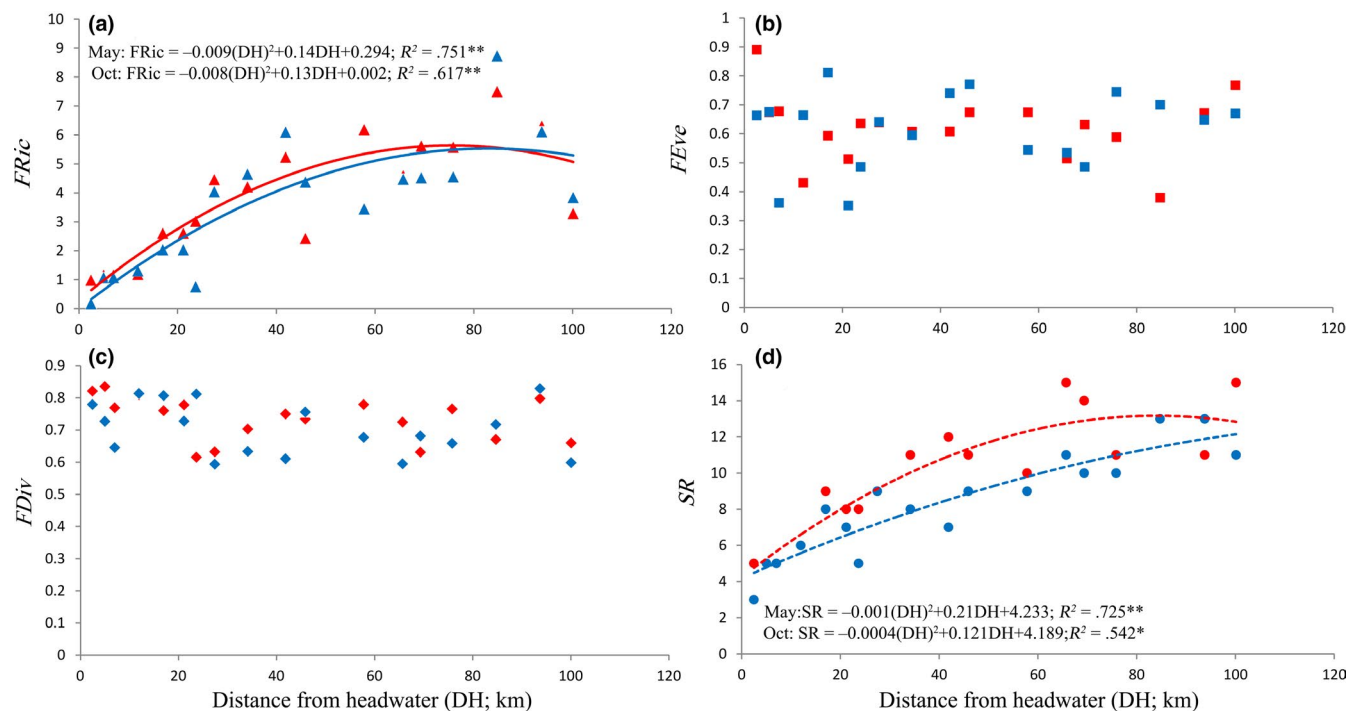 (a)
May: FRic = –0.009(DH)²+0.14DH+0.294; R² = .751**
Oct: FRic = –0.008(DH)²+0.13DH+0.002; R² = .617**
10
9
8
7
6
5
4
3
2
1
0
FRic
0 20 40 60 80 100 120
(b)
1
0.9
0.8
0.7
0.6
0.5
0.4
0.3
0.2
0.1
0
FEve
0 20 40 60 80 100 120
(c)
0.9
0.8
0.7
0.6
0.5
0.4
0.3
0.2
0.1
0
FDiv
0 20 40 60 80 100 120
Distance from headwater (DH; km)
(d)
16
14
12
10
8
6
4
2
0
SR
May:SR = –0.001(DH)²+0.21DH+4.233; R² = .725**
Oct: SR = –0.0004(DH)²+0.121DH+4.189;R² = .542*
0 20 40 60 80 100 120
Distance from headwater (DH; km)